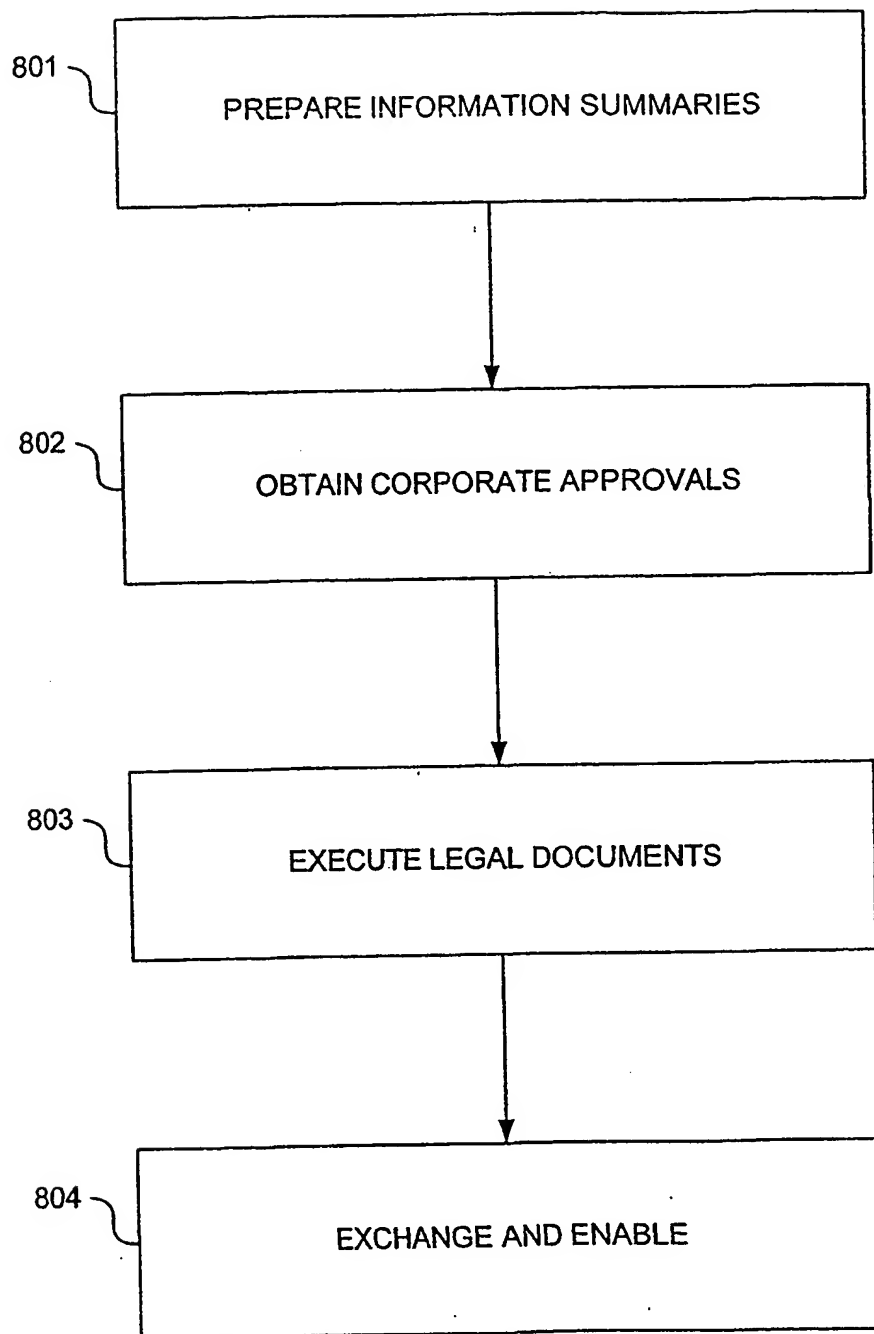 801
PREPARE INFORMATION SUMMARIES
802
OBTAIN CORPORATE APPROVALS
803
EXECUTE LEGAL DOCUMENTS
804
EXCHANGE AND ENABLE